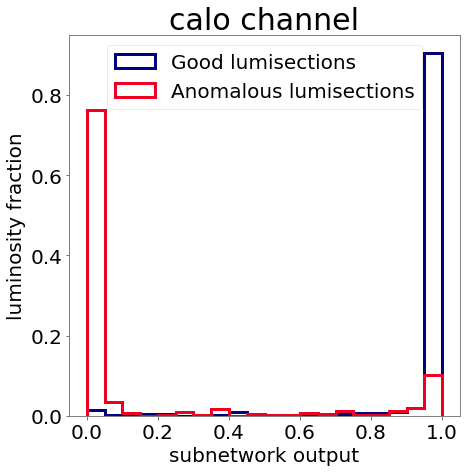 calo channel
Good lumisections
Anomalous lumisections
luminosity fraction
0.8
0.6
0.4
0.2
0.0
0.0 0.2 0.4 0.6 0.8 1.0
subnetwork output